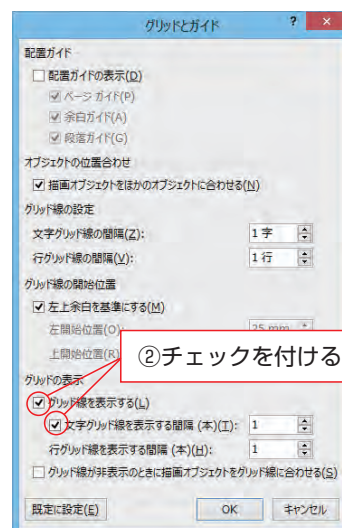 グリッドとガイド ? ×
配置ガイド
配置ガイドの表示(D)
ページ ガイド(P)
余白ガイド(A)
段落ガイド(G)
オブジェクトの位置合わせ
描画オブジェクトをほかのオブジェクトに合わせる(N)
グリッド線の設定
文字グリッド線の間隔(Z): 1 字
行グリッド線の間隔(V): 1 行
グリッド線の開始位置
左上余白を基準にする(M)
左開始位置(O) 25 mm
上開始位置(R)
②チェックを付ける
グリッドの表示
グリッド線を表示する(L)
文字グリッド線を表示する間隔 (本)(I): 1
行グリッド線を表示する間隔 (本)(H): 1
グリッド線が非表示のときに描画オブジェクトをグリッド線に合わせる(S)
既定に設定(E) OK キャンセル